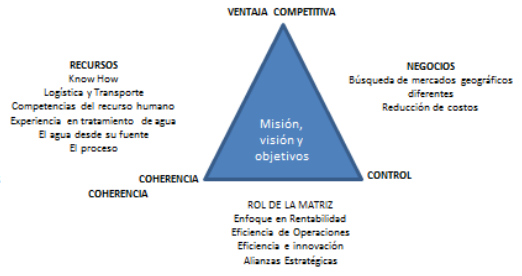 VENTAJA COMPETITIVA
RECURSOS
Know How
Logística y Transporte
Competencias del recurso humano
Experiencia en tratamiento de agua
El agua desde su fuente
El proceso
NEGOCIOS
Búsqueda de mercados geográficos
diferentes
Reducción de costos
Misión,
visión y
objetivos
COHERENCIA
CONTROL
COHERENCIA
ROL DE LA MATRIZ
Enfoque en Rentabilidad
Eficiencia de Operaciones
Eficiencia e innovación
Alianzas Estratégicas